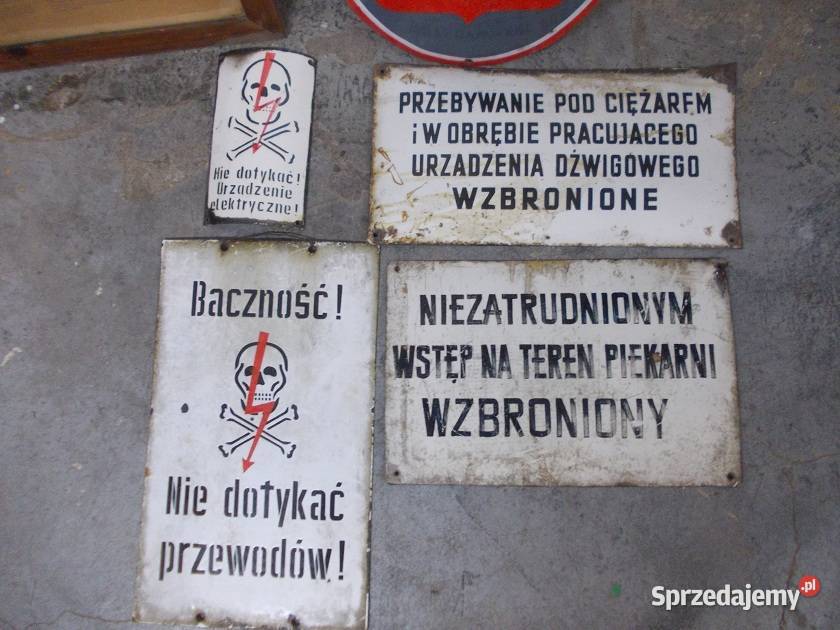 Nie dotykać!
Urządzenie
elektryczne!
PRZEBYWANIE POD CIĘŻAREM
i W OBRĘBIE PRACUJĄCEGO
URZĄDZENIA DŹWIGOWEGO
WZBRONIONE
Baczność!
Nie dotykać
przewodów!
NIEZATRUDNIONYM
WSTĘP NA TEREN PIEKARNI
WZBRONIONY
Sprzedajemy.pl